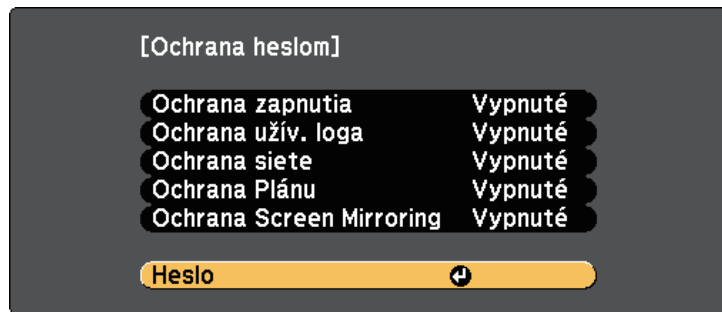 [Ochrana heslom]
Ochrana zapnutia Vypnuté
Ochrana užív. loga Vypnuté
Ochrana siete Vypnuté
Ochrana Plánu Vypnuté
Ochrana Screen Mirroring Vypnuté
Heslo